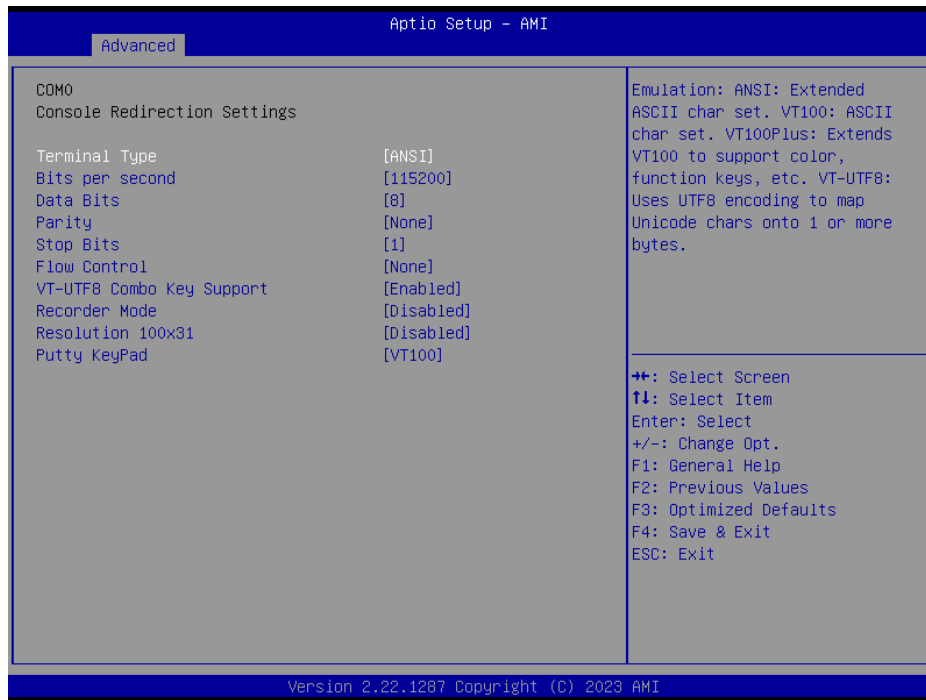 Aptio Setup – AMI
Advanced
COM0
Console Redirection Settings
Terminal Type [ANSI]
Bits per second [115200]
Data Bits [8]
Parity [None]
Stop Bits [1]
Flow Control [None]
VT-UTF8 Combo Key Support [Enabled]
Recorder Mode [Disabled]
Resolution 100x31 [Disabled]
Putty KeyPad [VT100]
Emulation: ANSI: Extended
ASCII char set. VT100: ASCII
char set. VT100Plus: Extends
VT100 to support color,
function keys, etc. VT-UTF8:
Uses UTF8 encoding to map
Unicode chars onto 1 or more
bytes.
→←: Select Screen
↑↓: Select Item
Enter: Select
+/-: Change Opt.
F1: General Help
F2: Previous Values
F3: Optimized Defaults
F4: Save & Exit
ESC: Exit
Version 2.22.1287 Copyright (C) 2023 AMI